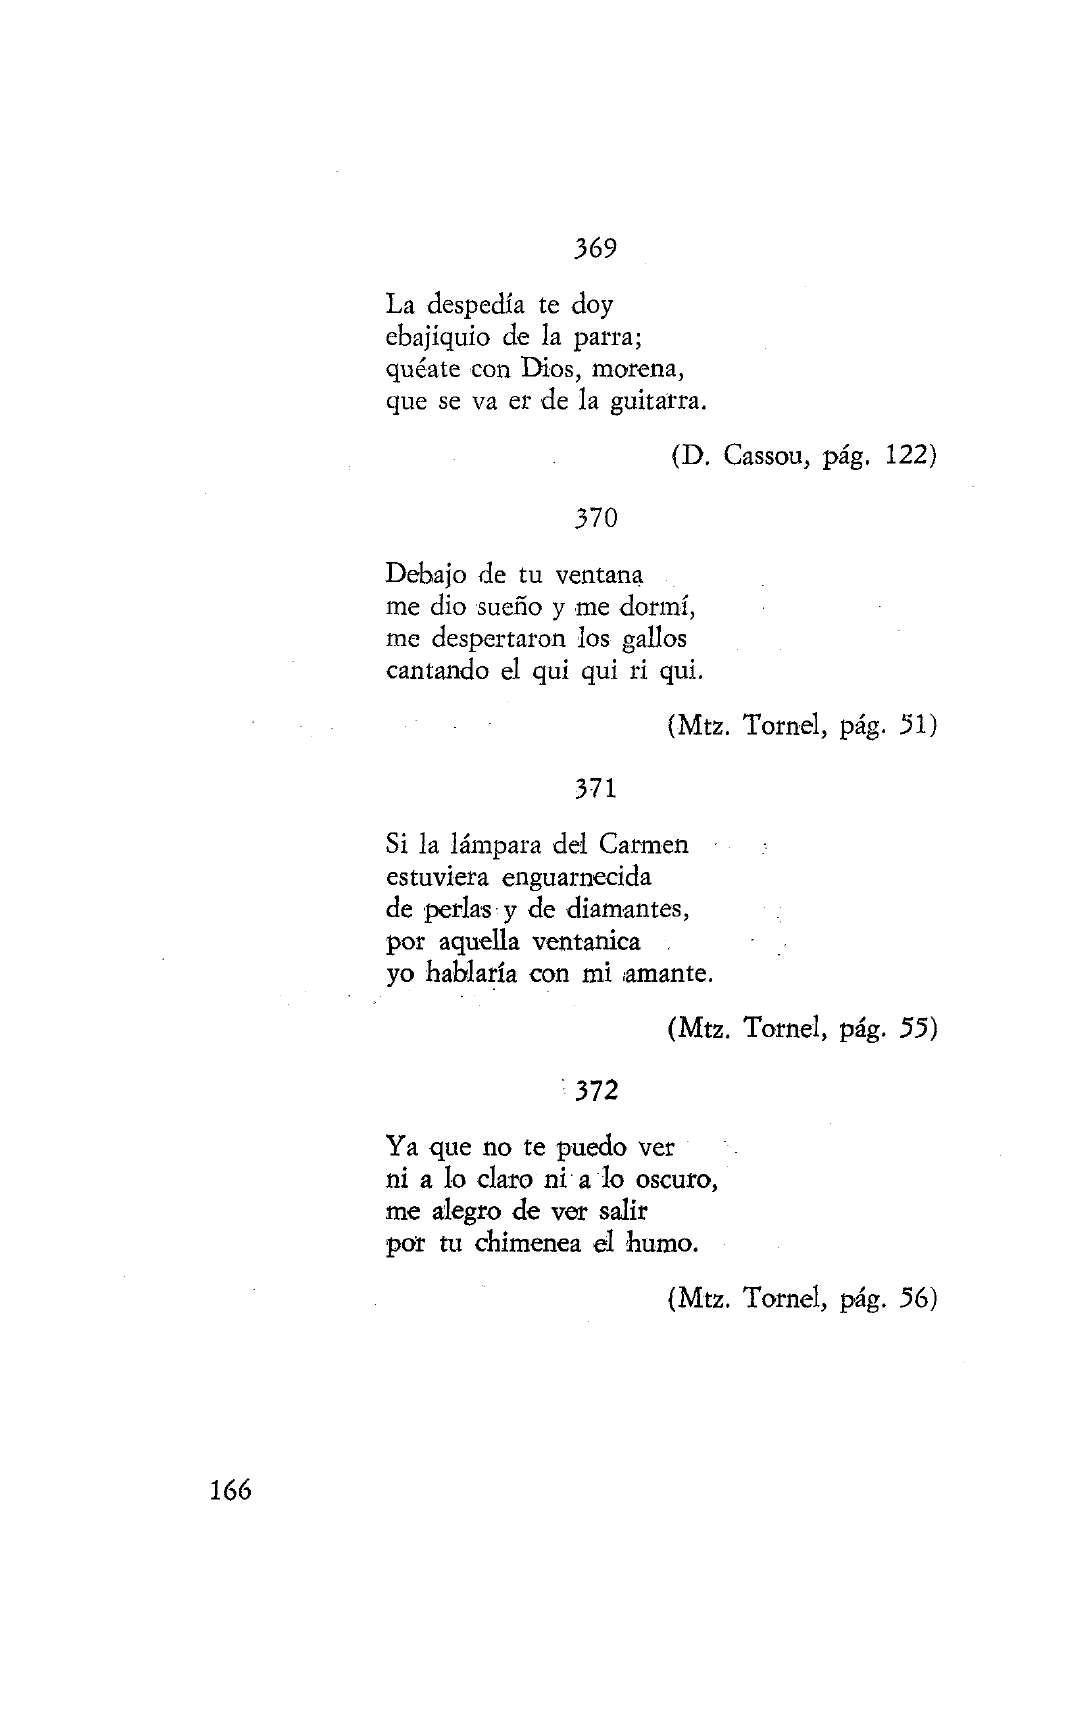 369
La despedía te doy
ebajiquio de la parra;
quéate con Dios, morena,
que se va er de la guitarra.
(D. Cassou, pág. 122)
370
Debajo de tu ventana
me dio sueño y me dormí,
me despertaron los gallos
cantando el qui qui ri qui.
(Mtz. Tornel, pág. 51)
371
Si la lámpara del Carmen
estuviera enguarnecida
de perlas y de diamantes,
por aquella ventanica
yo hablaría con mi amante.
(Mtz. Tornel, pág. 55)
372
Ya que no te puedo ver
ni a lo claro ni a lo oscuro,
me alegro de ver salir
por tu chimenea el humo.
(Mtz. Tornel, pág. 56)
166